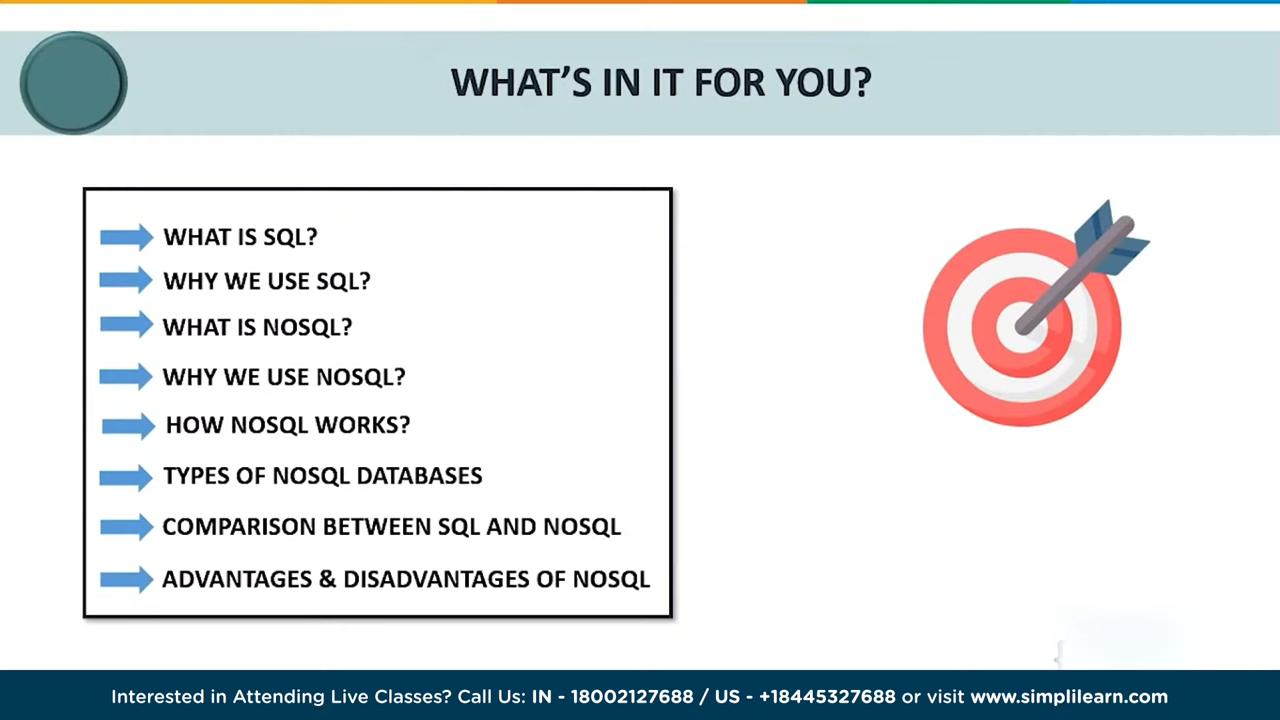 WHAT'S IN IT FOR YOU?
WHAT IS SQL?
WHY WE USE SQL?
WHAT IS NOSQL?
WHY WE USE NOSQL?
HOW NOSQL WORKS?
TYPES OF NOSQL DATABASES
COMPARISON BETWEEN SQL AND NOSQL
ADVANTAGES & DISADVANTAGES OF NOSQL
Interested in Attending Live Classes? Call Us: IN - 18002127688 / US - +18445327688 or visit www.simplilearn.com